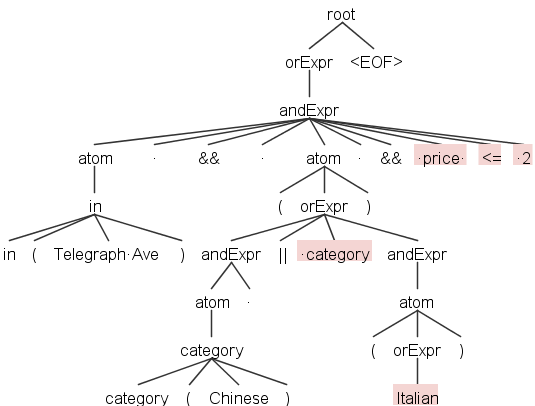 root
orExpr <EOF>
andExpr
atom · && · atom · && ·price· <= ·2
in ( orExpr )
in ( Telegraph·Ave ) andExpr || ·category andExpr
atom · atom
category ( orExpr )
category ( Chinese ) Italian